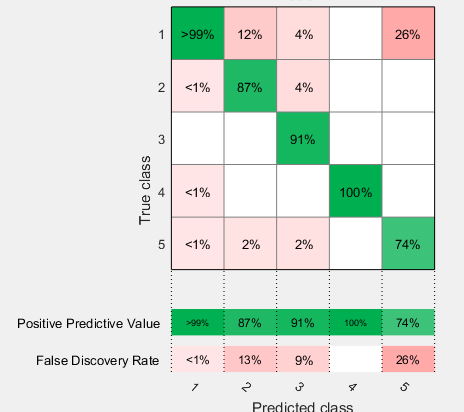 1 >99% 12% 4% 26%
2 <1% 87% 4%
3 91%
4 <1% 100%
5 <1% 2% 2% 74%
True class
Positive Predictive Value >99% 87% 91% 100% 74%
False Discovery Rate <1% 13% 9% 26%
1 2 3 4 5
Predicted class